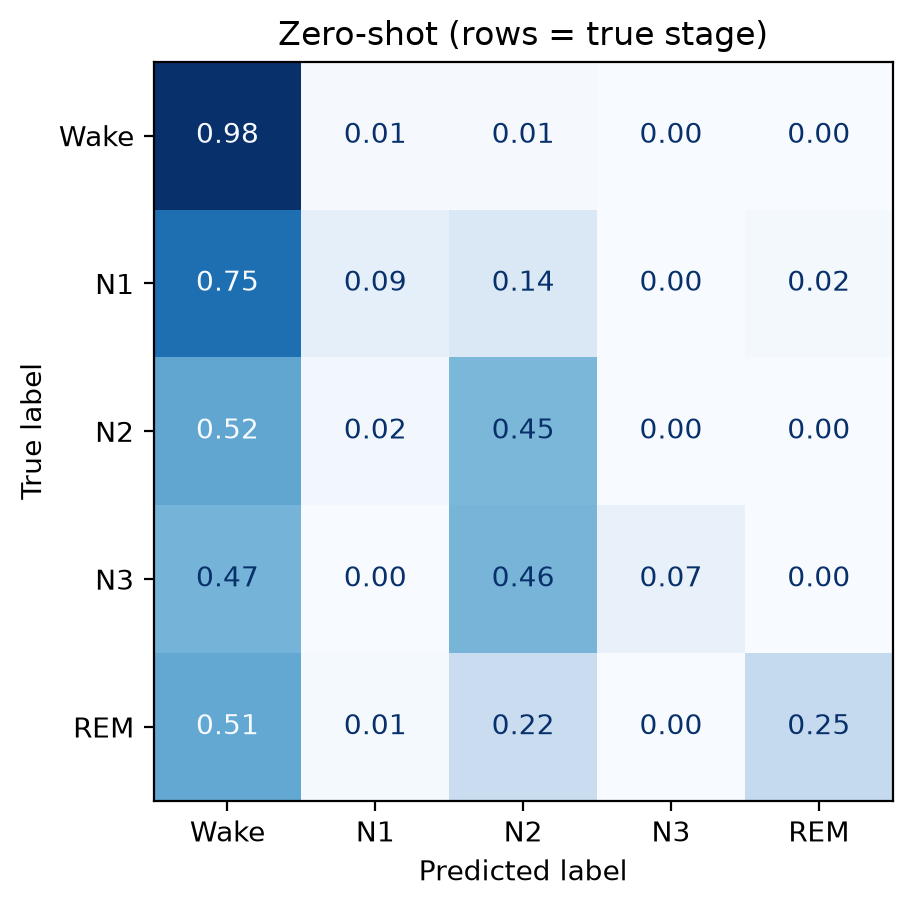 Zero-shot (rows = true stage)
Wake 0.98 0.01 0.01 0.00 0.00
N1 0.75 0.09 0.14 0.00 0.02
N2 0.52 0.02 0.45 0.00 0.00
N3 0.47 0.00 0.46 0.07 0.00
REM 0.51 0.01 0.22 0.00 0.25
True label
Wake N1 N2 N3 REM
Predicted label